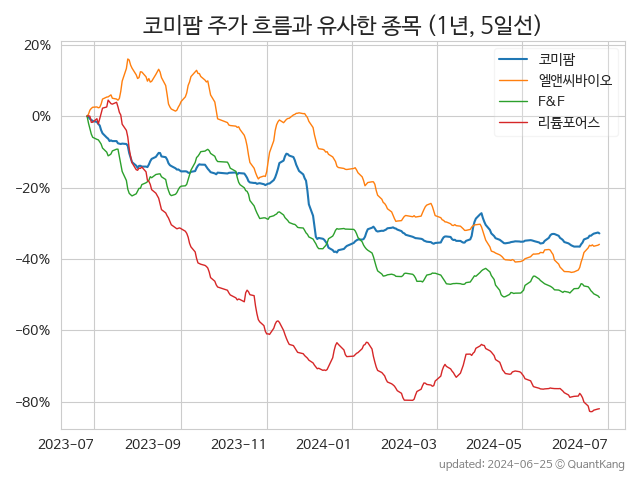 코미팜 주가 흐름과 유사한 종목 (1년, 5일선)
코미팜
엘앤씨바이오
F&F
리튬포어스
20%
0%
−20%
−40%
−60%
−80%
2023-07 2023-09 2023-11 2024-01 2024-03 2024-05 2024-07
updated: 2024-06-25 © QuantKang